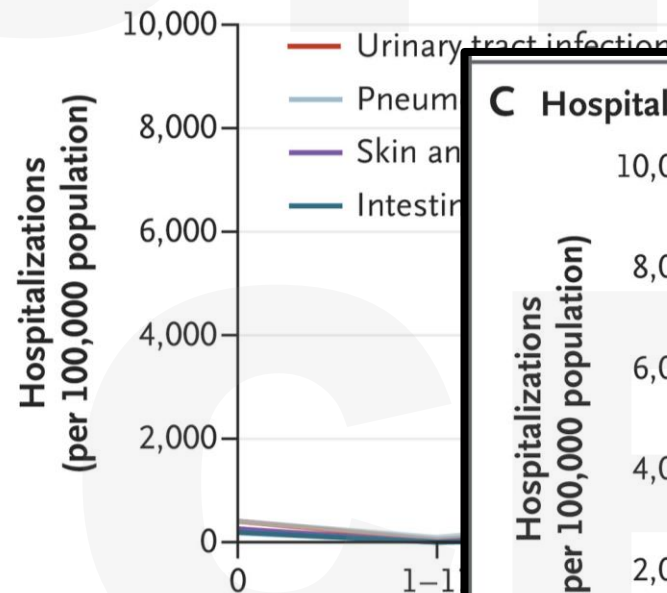 10,000
Urinary tract infection
Pneum
8,000
Skin an
Intestin
6,000
4,000
2,000
0
0
1–1
Hospitalizations
(per 100,000 population)
C Hospital
10,0
8,0
6,0
4,0
2,0
Hospitalizations
per 100,000 population)